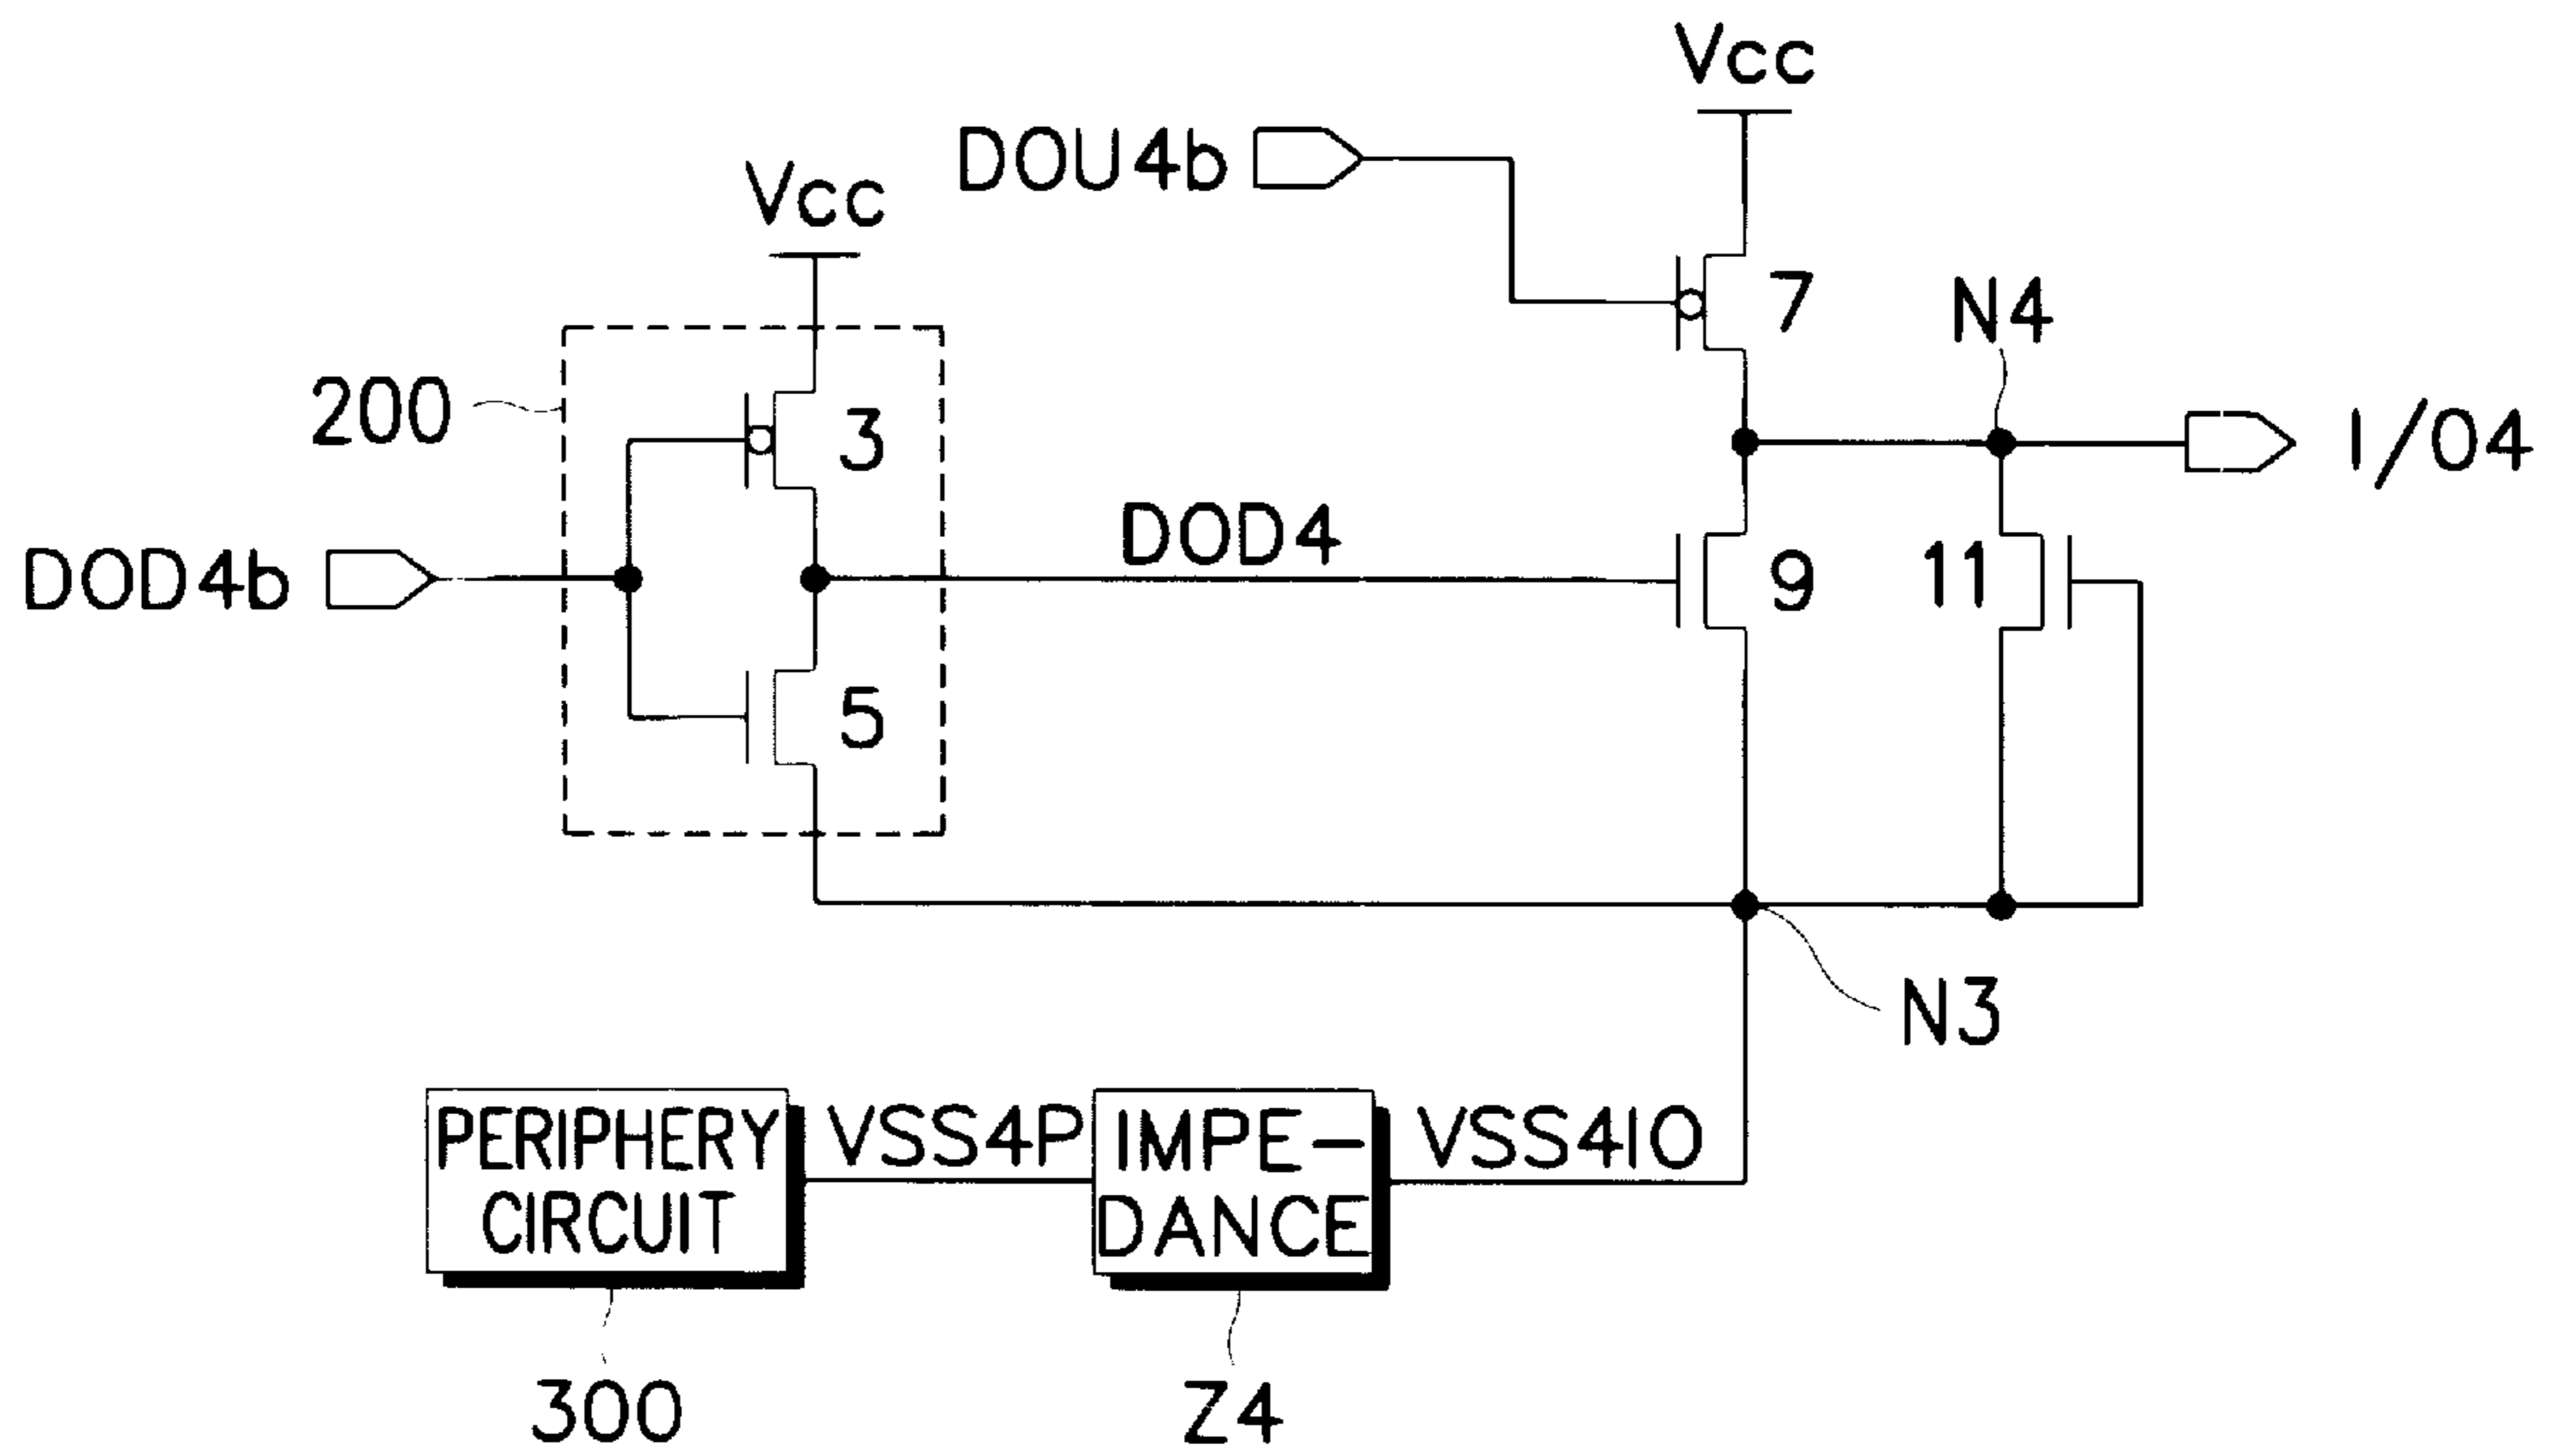 Vcc
DOU4b
Vcc
7
N4
200
3
I/O4
DOD4
DOD4b
9
11
5
N3
PERIPHERY
CIRCUIT
VSS4P
IMPE-
DANCE
VSS4IO
300
Z4